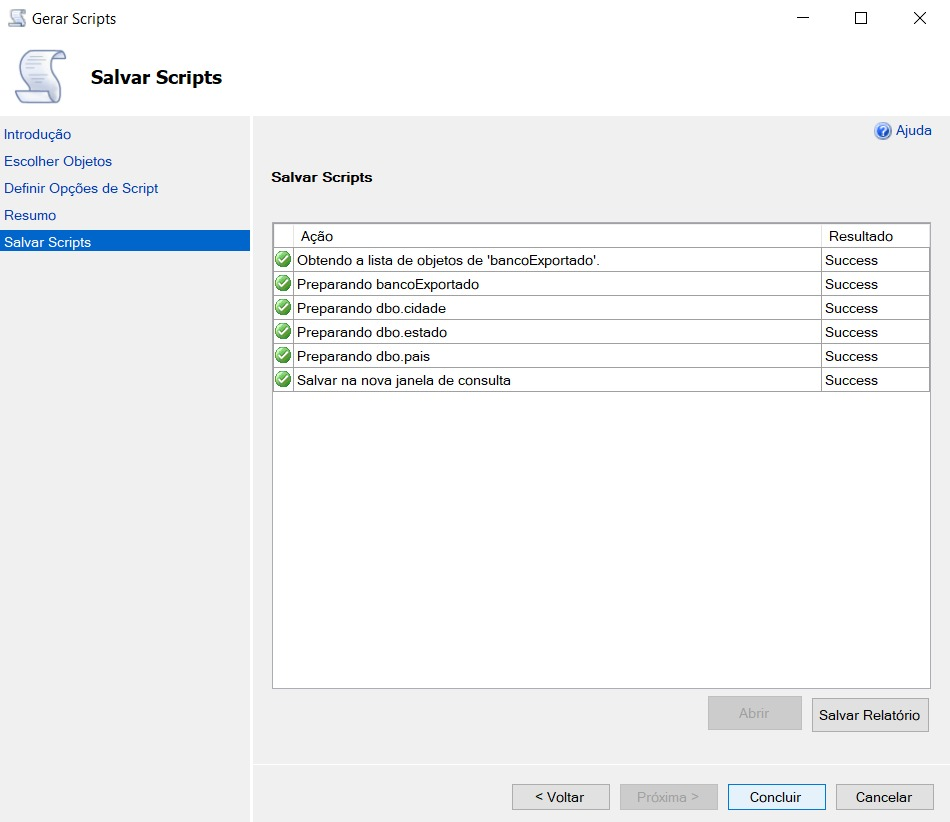 Gerar Scripts
Salvar Scripts
Introdução
Escolher Objetos
Definir Opções de Script
Resumo
Salvar Scripts
Ajuda
Salvar Scripts
Ação Resultado
Obtendo a lista de objetos de 'bancoExportado'. Success
Preparando bancoExportado Success
Preparando dbo.cidade Success
Preparando dbo.estado Success
Preparando dbo.pais Success
Salvar na nova janela de consulta Success
Abrir Salvar Relatório
< Voltar Próxima > Concluir Cancelar